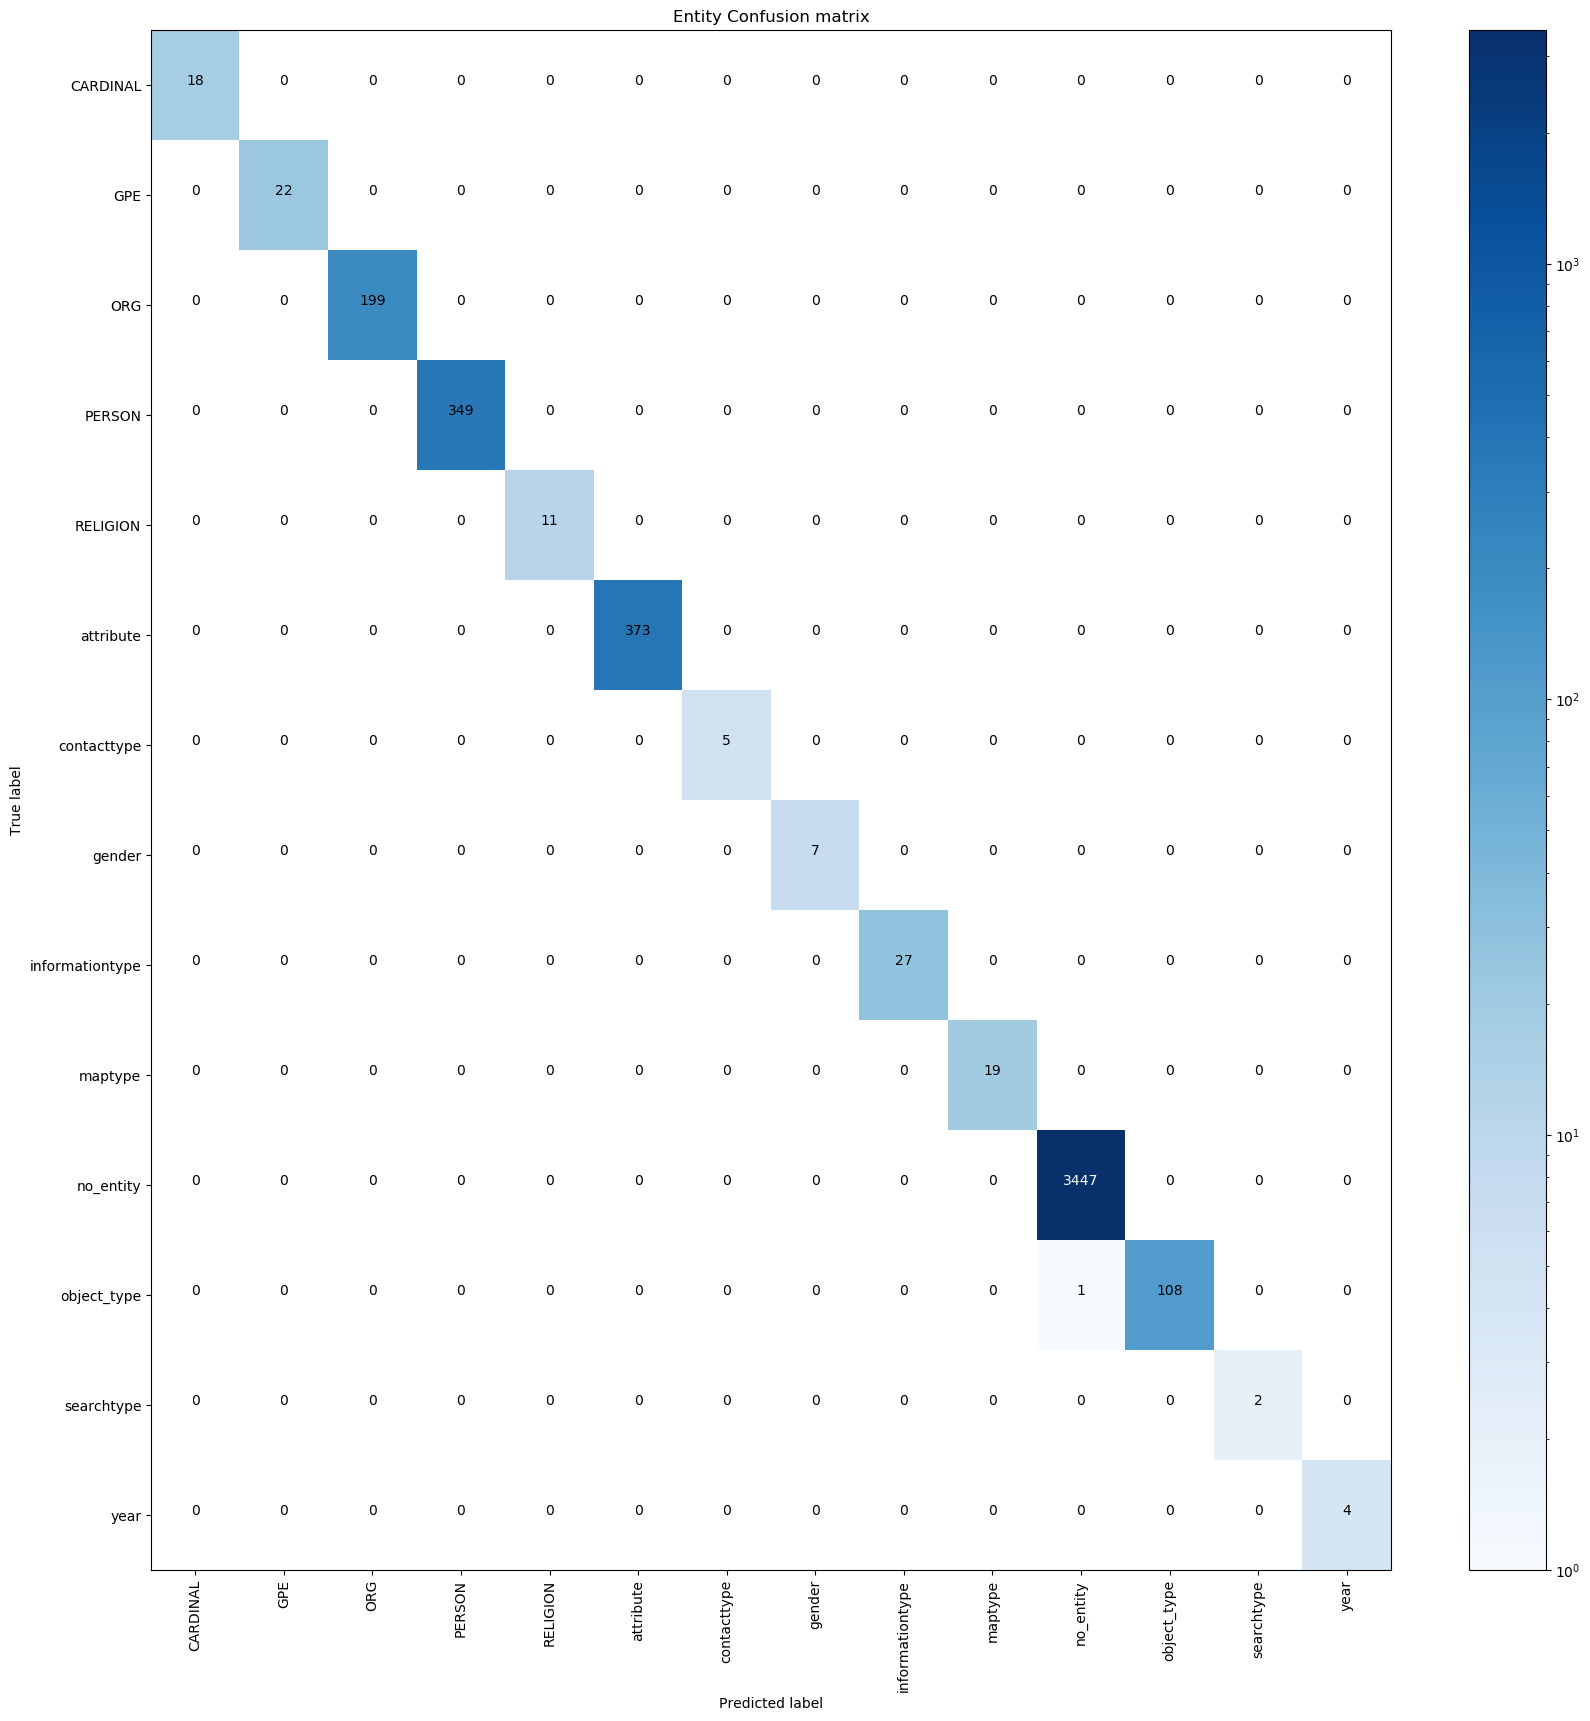 Entity Confusion matrix
CARDINAL 18 0 0 0 0 0 0 0 0 0 0 0 0 0
GPE 0 22 0 0 0 0 0 0 0 0 0 0 0 0
ORG 0 0 199 0 0 0 0 0 0 0 0 0 0 0
PERSON 0 0 0 349 0 0 0 0 0 0 0 0 0 0
RELIGION 0 0 0 0 11 0 0 0 0 0 0 0 0 0
attribute 0 0 0 0 0 373 0 0 0 0 0 0 0 0
contacttype 0 0 0 0 0 0 5 0 0 0 0 0 0 0
gender 0 0 0 0 0 0 0 7 0 0 0 0 0 0
informationtype 0 0 0 0 0 0 0 0 27 0 0 0 0 0
maptype 0 0 0 0 0 0 0 0 0 19 0 0 0 0
no_entity 0 0 0 0 0 0 0 0 0 0 3447 0 0 0
object_type 0 0 0 0 0 0 0 0 0 0 1 108 0 0
searchtype 0 0 0 0 0 0 0 0 0 0 0 0 2 0
year 0 0 0 0 0 0 0 0 0 0 0 0 0 4
True label
CARDINAL
GPE
ORG
PERSON
RELIGION
attribute
contacttype
gender
informationtype
maptype
no_entity
object_type
searchtype
year
Predicted label
10³
10²
10¹
10⁰